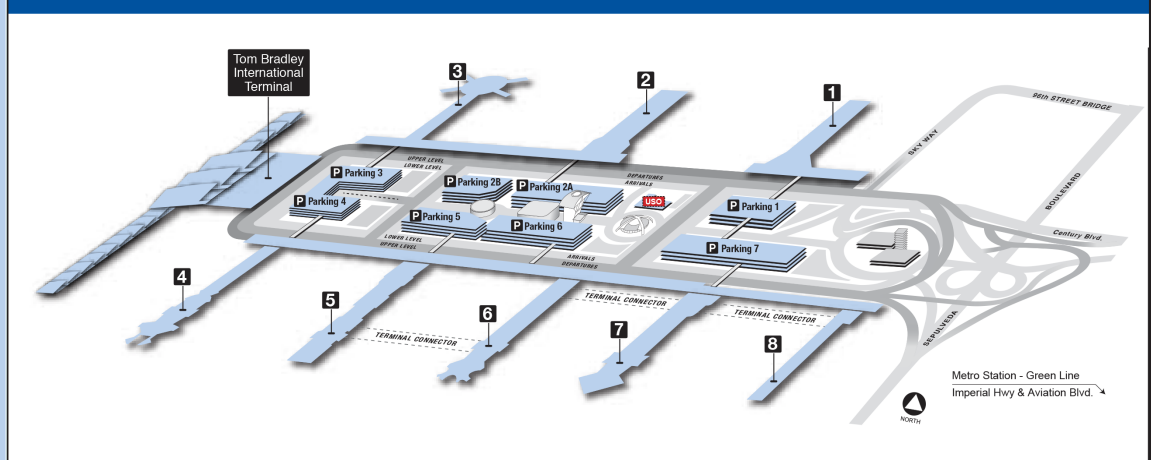 Tom Bradley
International
Terminal
3
2
1
96th STREET BRIDGE
SKY WAY
BOULEVARD
Century Blvd.
SEPULVEDA
UPPER LEVEL
LOWER LEVEL
DEPARTURES
ARRIVALS
P Parking 3
P Parking 2B
P Parking 2A
USO
P Parking 1
P Parking 4
P Parking 5
P Parking 6
P Parking 7
LOWER LEVEL
UPPER LEVEL
ARRIVALS
DEPARTURES
4
5
6
7
8
TERMINAL CONNECTOR
TERMINAL CONNECTOR
TERMINAL CONNECTOR
Metro Station - Green Line
Imperial Hwy & Aviation Blvd.
NORTH